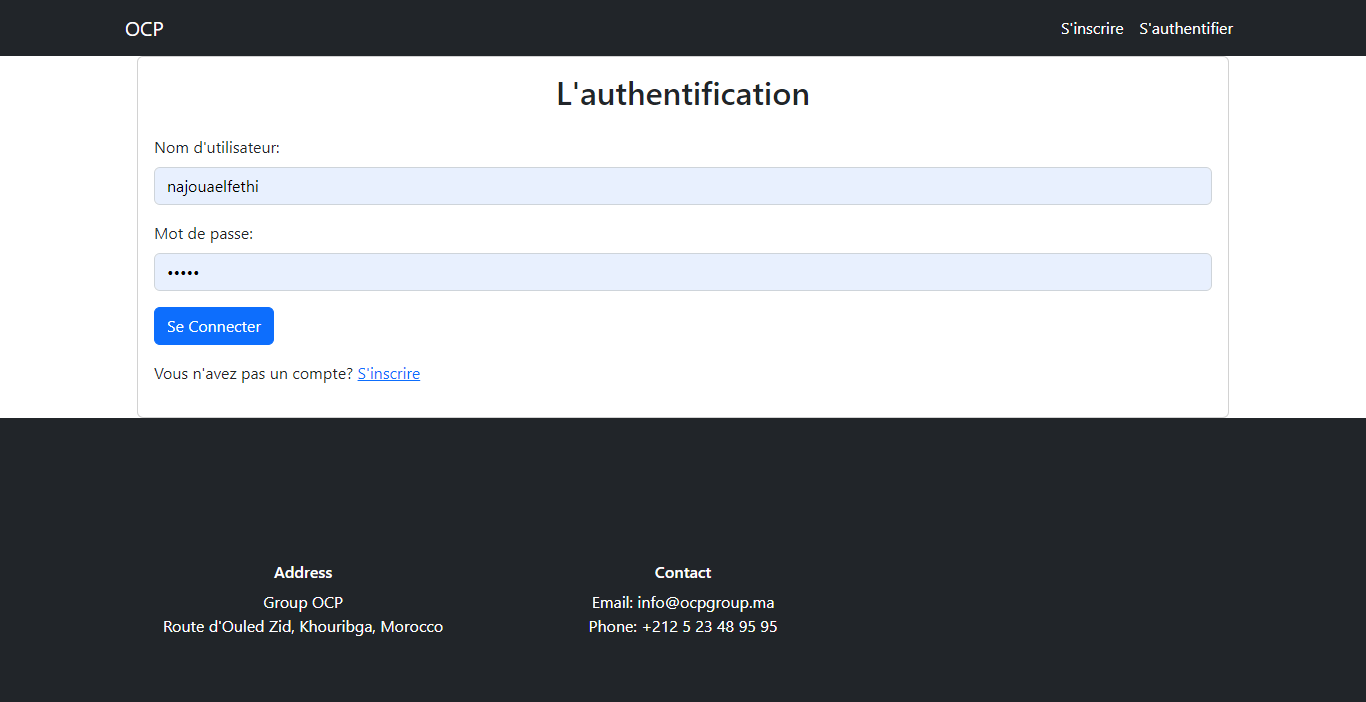 OCP
S'inscrire S'authentifier
L'authentification
Nom d'utilisateur:
najouaelfethi
Mot de passe:
•••••
Se Connecter
Vous n'avez pas un compte? S'inscrire
Address
Group OCP
Route d'Ouled Zid, Khouribga, Morocco
Contact
Email: info@ocpgroup.ma
Phone: +212 5 23 48 95 95